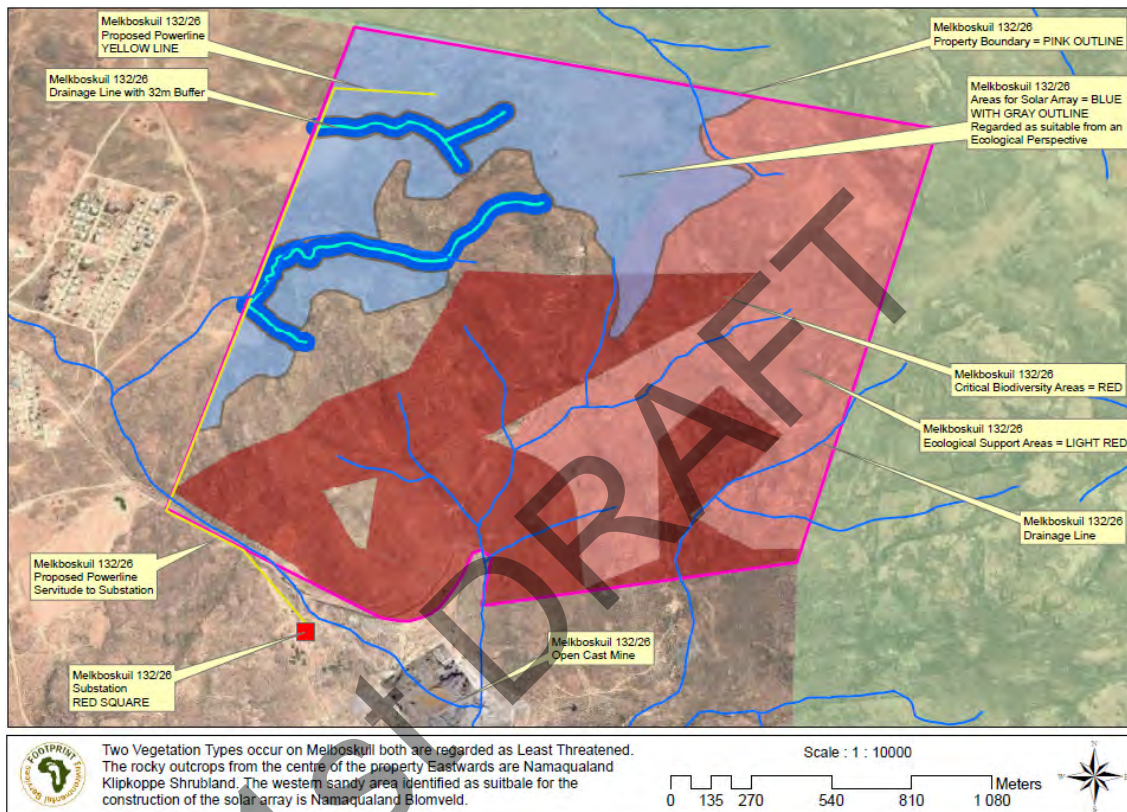 Melkboskuil 132/26
Proposed Powerline
YELLOW LINE
Melkboskuil 132/26
Drainage Line with 32m Buffer
Melkboskuil 132/26
Property Boundary = PINK OUTLINE
Melkboskuil 132/26
Areas for Solar Array = BLUE
WITH GRAY OUTLINE
Regarded as suitable from an
Ecological Perspective
Melkboskuil 132/26
Critical Biodiversity Areas = RED
Melkboskuil 132/26
Ecological Support Areas = LIGHT RED
Melkboskuil 132/26
Drainage Line
Melkboskuil 132/26
Proposed Powerline
Servitude to Substation
Melkboskuil 132/26
Substation
RED SQUARE
Melkboskuil 132/26
Open Cast Mine
1st DRAFT
FOOTPRINT
Environmental Services
Two Vegetation Types occur on Melboskuil both are regarded as Least Threatened.
The rocky outcrops from the centre of the property Eastwards are Namaqualand
Klipkoppe Shrubland. The western sandy area identified as suitbale for the
construction of the solar array is Namaqualand Blomveld.
Scale : 1 : 10000
Meters
0 135 270 540 810 1 080
N
W E
S